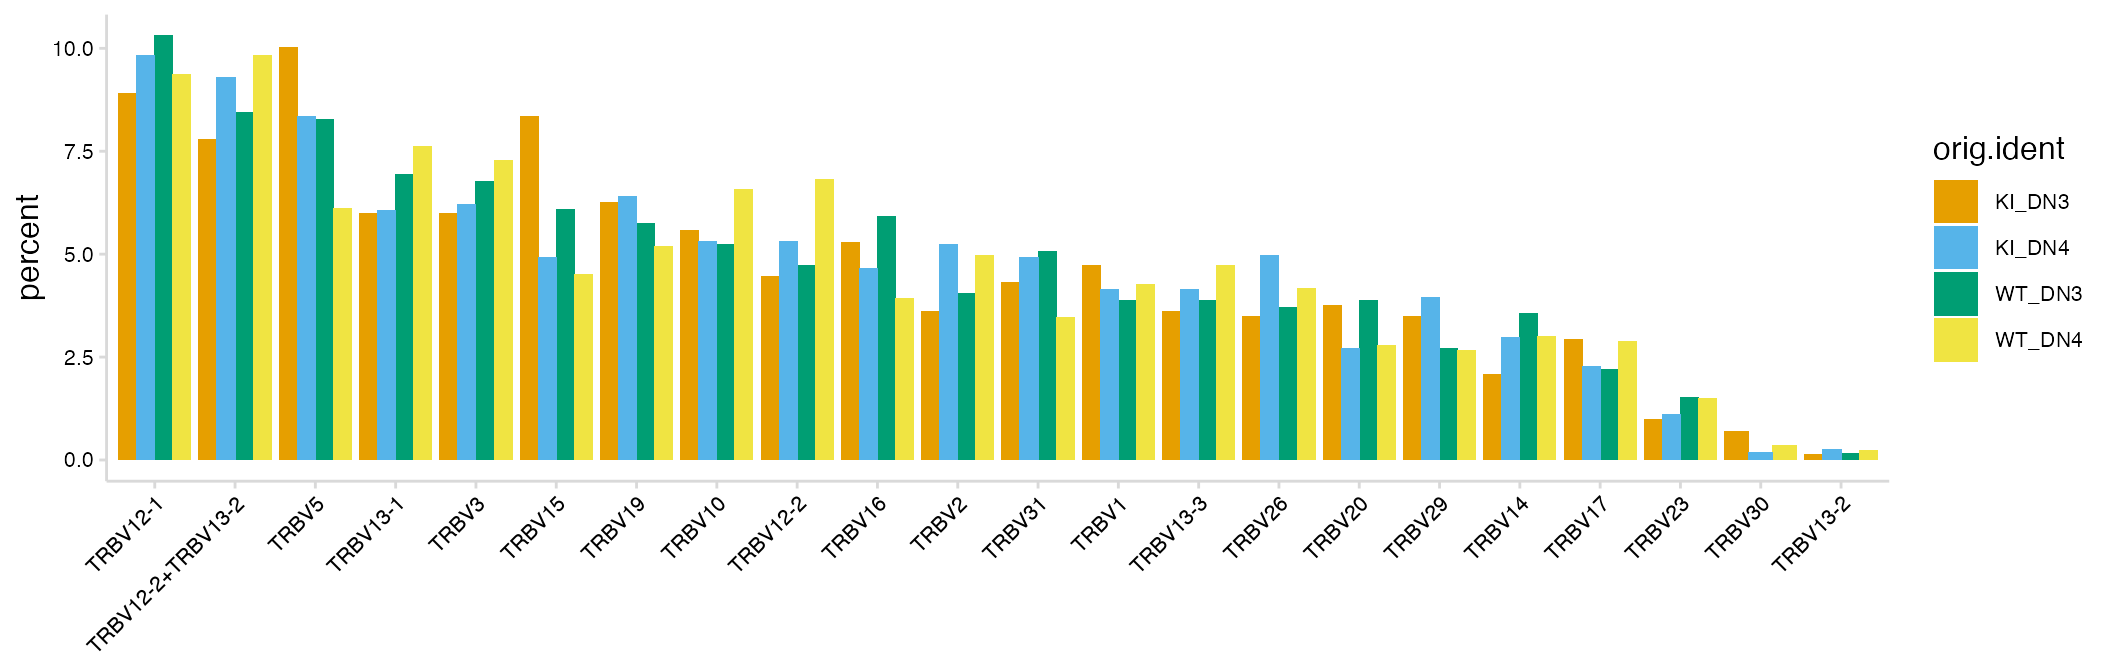 percent
10.0
7.5
5.0
2.5
0.0
TRBV12-1
TRBV12-2+TRBV13-2
TRBV5
TRBV13-1
TRBV3
TRBV15
TRBV19
TRBV10
TRBV12-2
TRBV16
TRBV2
TRBV31
TRBV1
TRBV13-3
TRBV26
TRBV20
TRBV29
TRBV14
TRBV17
TRBV23
TRBV30
TRBV13-2
orig.ident
KI_DN3
KI_DN4
WT_DN3
WT_DN4